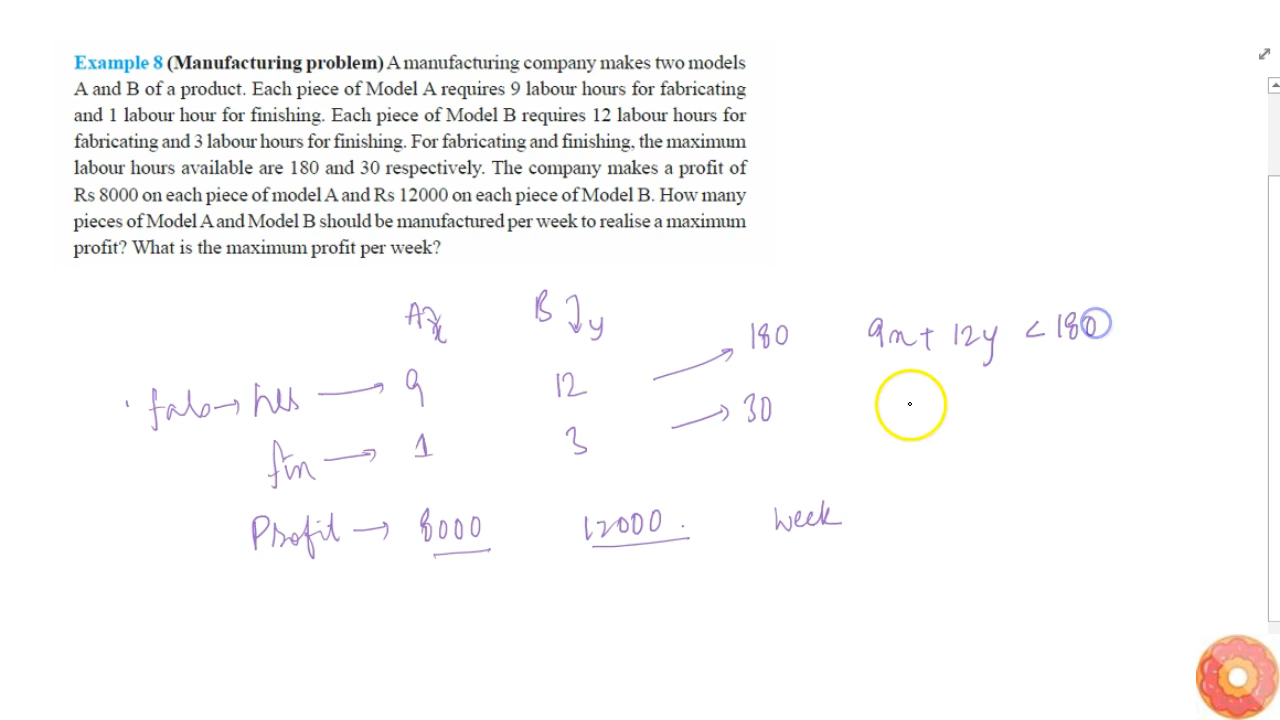 Example 8 (Manufacturing problem) A manufacturing company makes two models
A and B of a product. Each piece of Model A requires 9 labour hours for fabricating
and 1 labour hour for finishing. Each piece of Model B requires 12 labour hours for
fabricating and 3 labour hours for finishing. For fabricating and finishing, the maximum
labour hours available are 180 and 30 respectively. The company makes a profit of
Rs 8000 on each piece of model A and Rs 12000 on each piece of Model B. How many
pieces of Model A and Model B should be manufactured per week to realise a maximum
profit? What is the maximum profit per week?
A x B y
180 9x + 12y < 180
fab → hrs → 9 12
30
fin → 1 3
Profit → 8000 12000. week